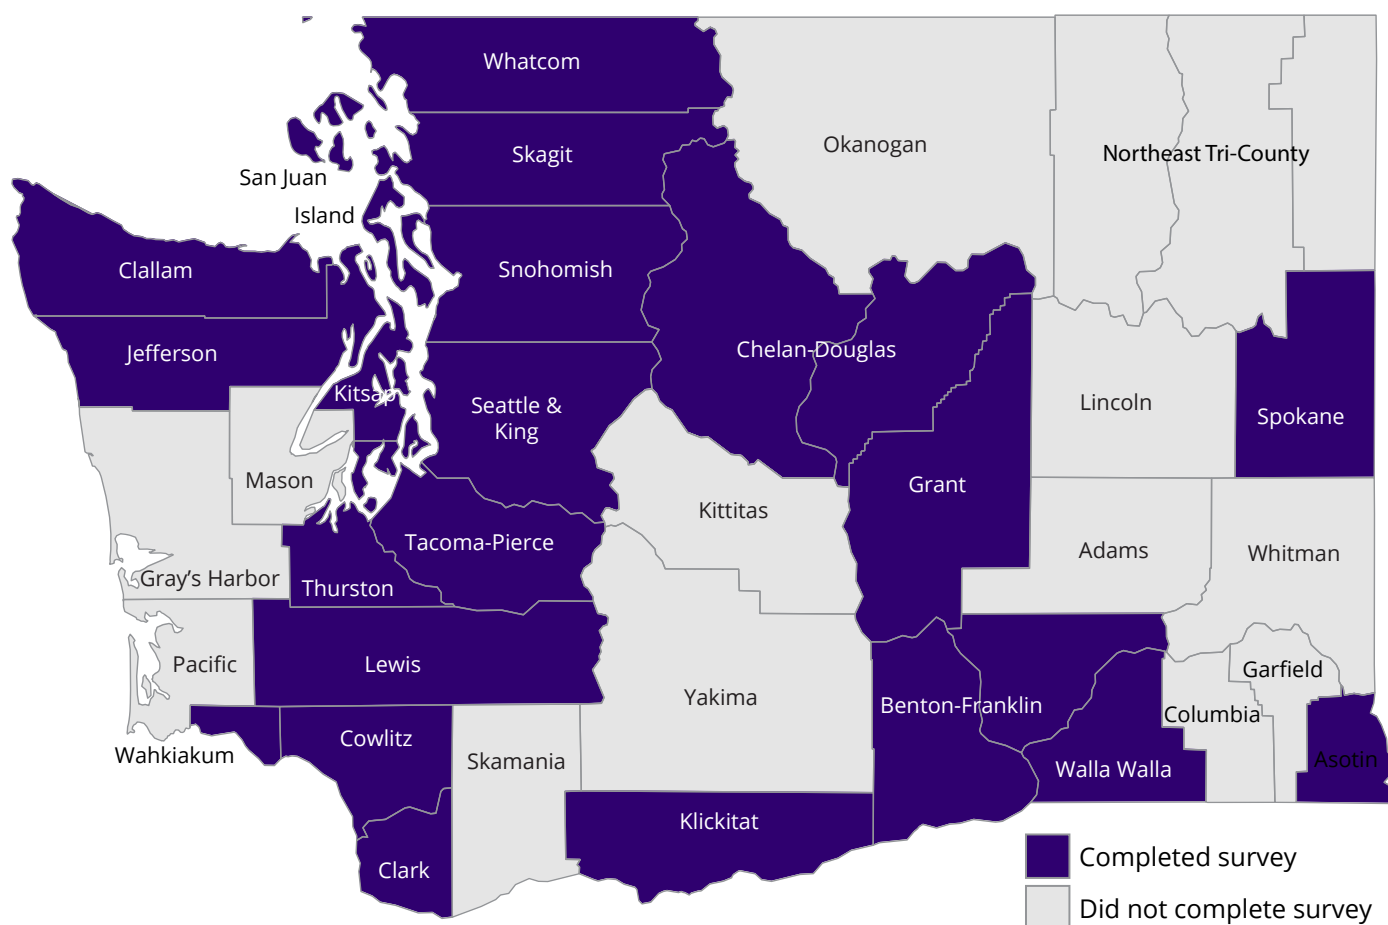 Whatcom
Okanogan
Northeast Tri-County
Skagit
San Juan
Island
Clallam
Snohomish
Jefferson
Chelan-Douglas
Kitsap
Seattle &
King
Lincoln
Spokane
Mason
Grant
Kittitas
Tacoma-Pierce
Adams
Whitman
Gray’s Harbor
Thurston
Lewis
Pacific
Garfield
Yakima
Benton-Franklin
Columbia
Cowlitz
Wahkiakum
Skamania
Walla Walla
Asotin
Klickitat
Clark
Completed survey
Did not complete survey